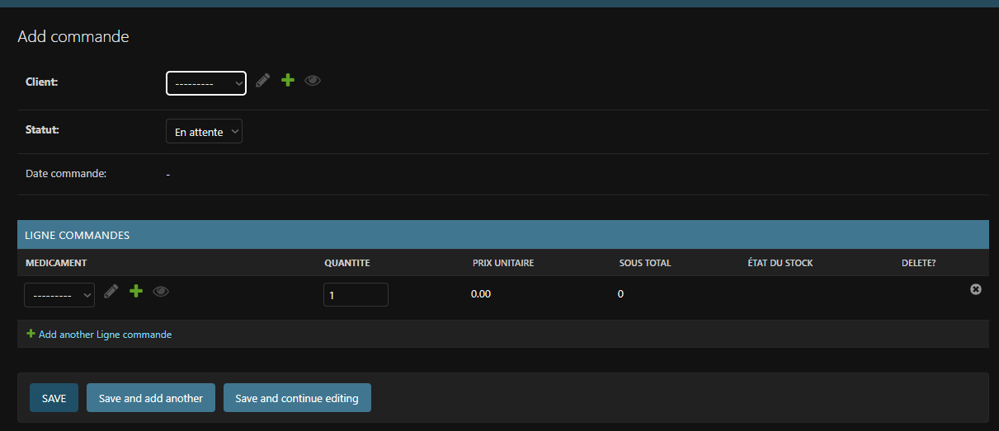 Add commande
Client: ---------
Statut: En attente
Date commande: -
LIGNE COMMANDES
MEDICAMENT QUANTITE PRIX UNITAIRE SOUS TOTAL ÉTAT DU STOCK DELETE?
--------- 1 0.00 0
Add another Ligne commande
SAVE Save and add another Save and continue editing